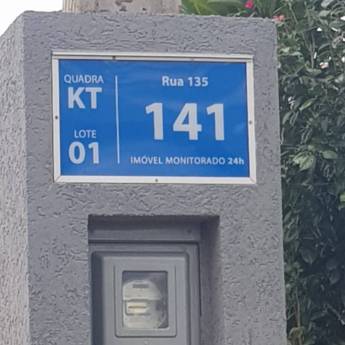 QUADRA
KT
LOTE
01
Rua 135
141
IMÓVEL MONITORADO 24h